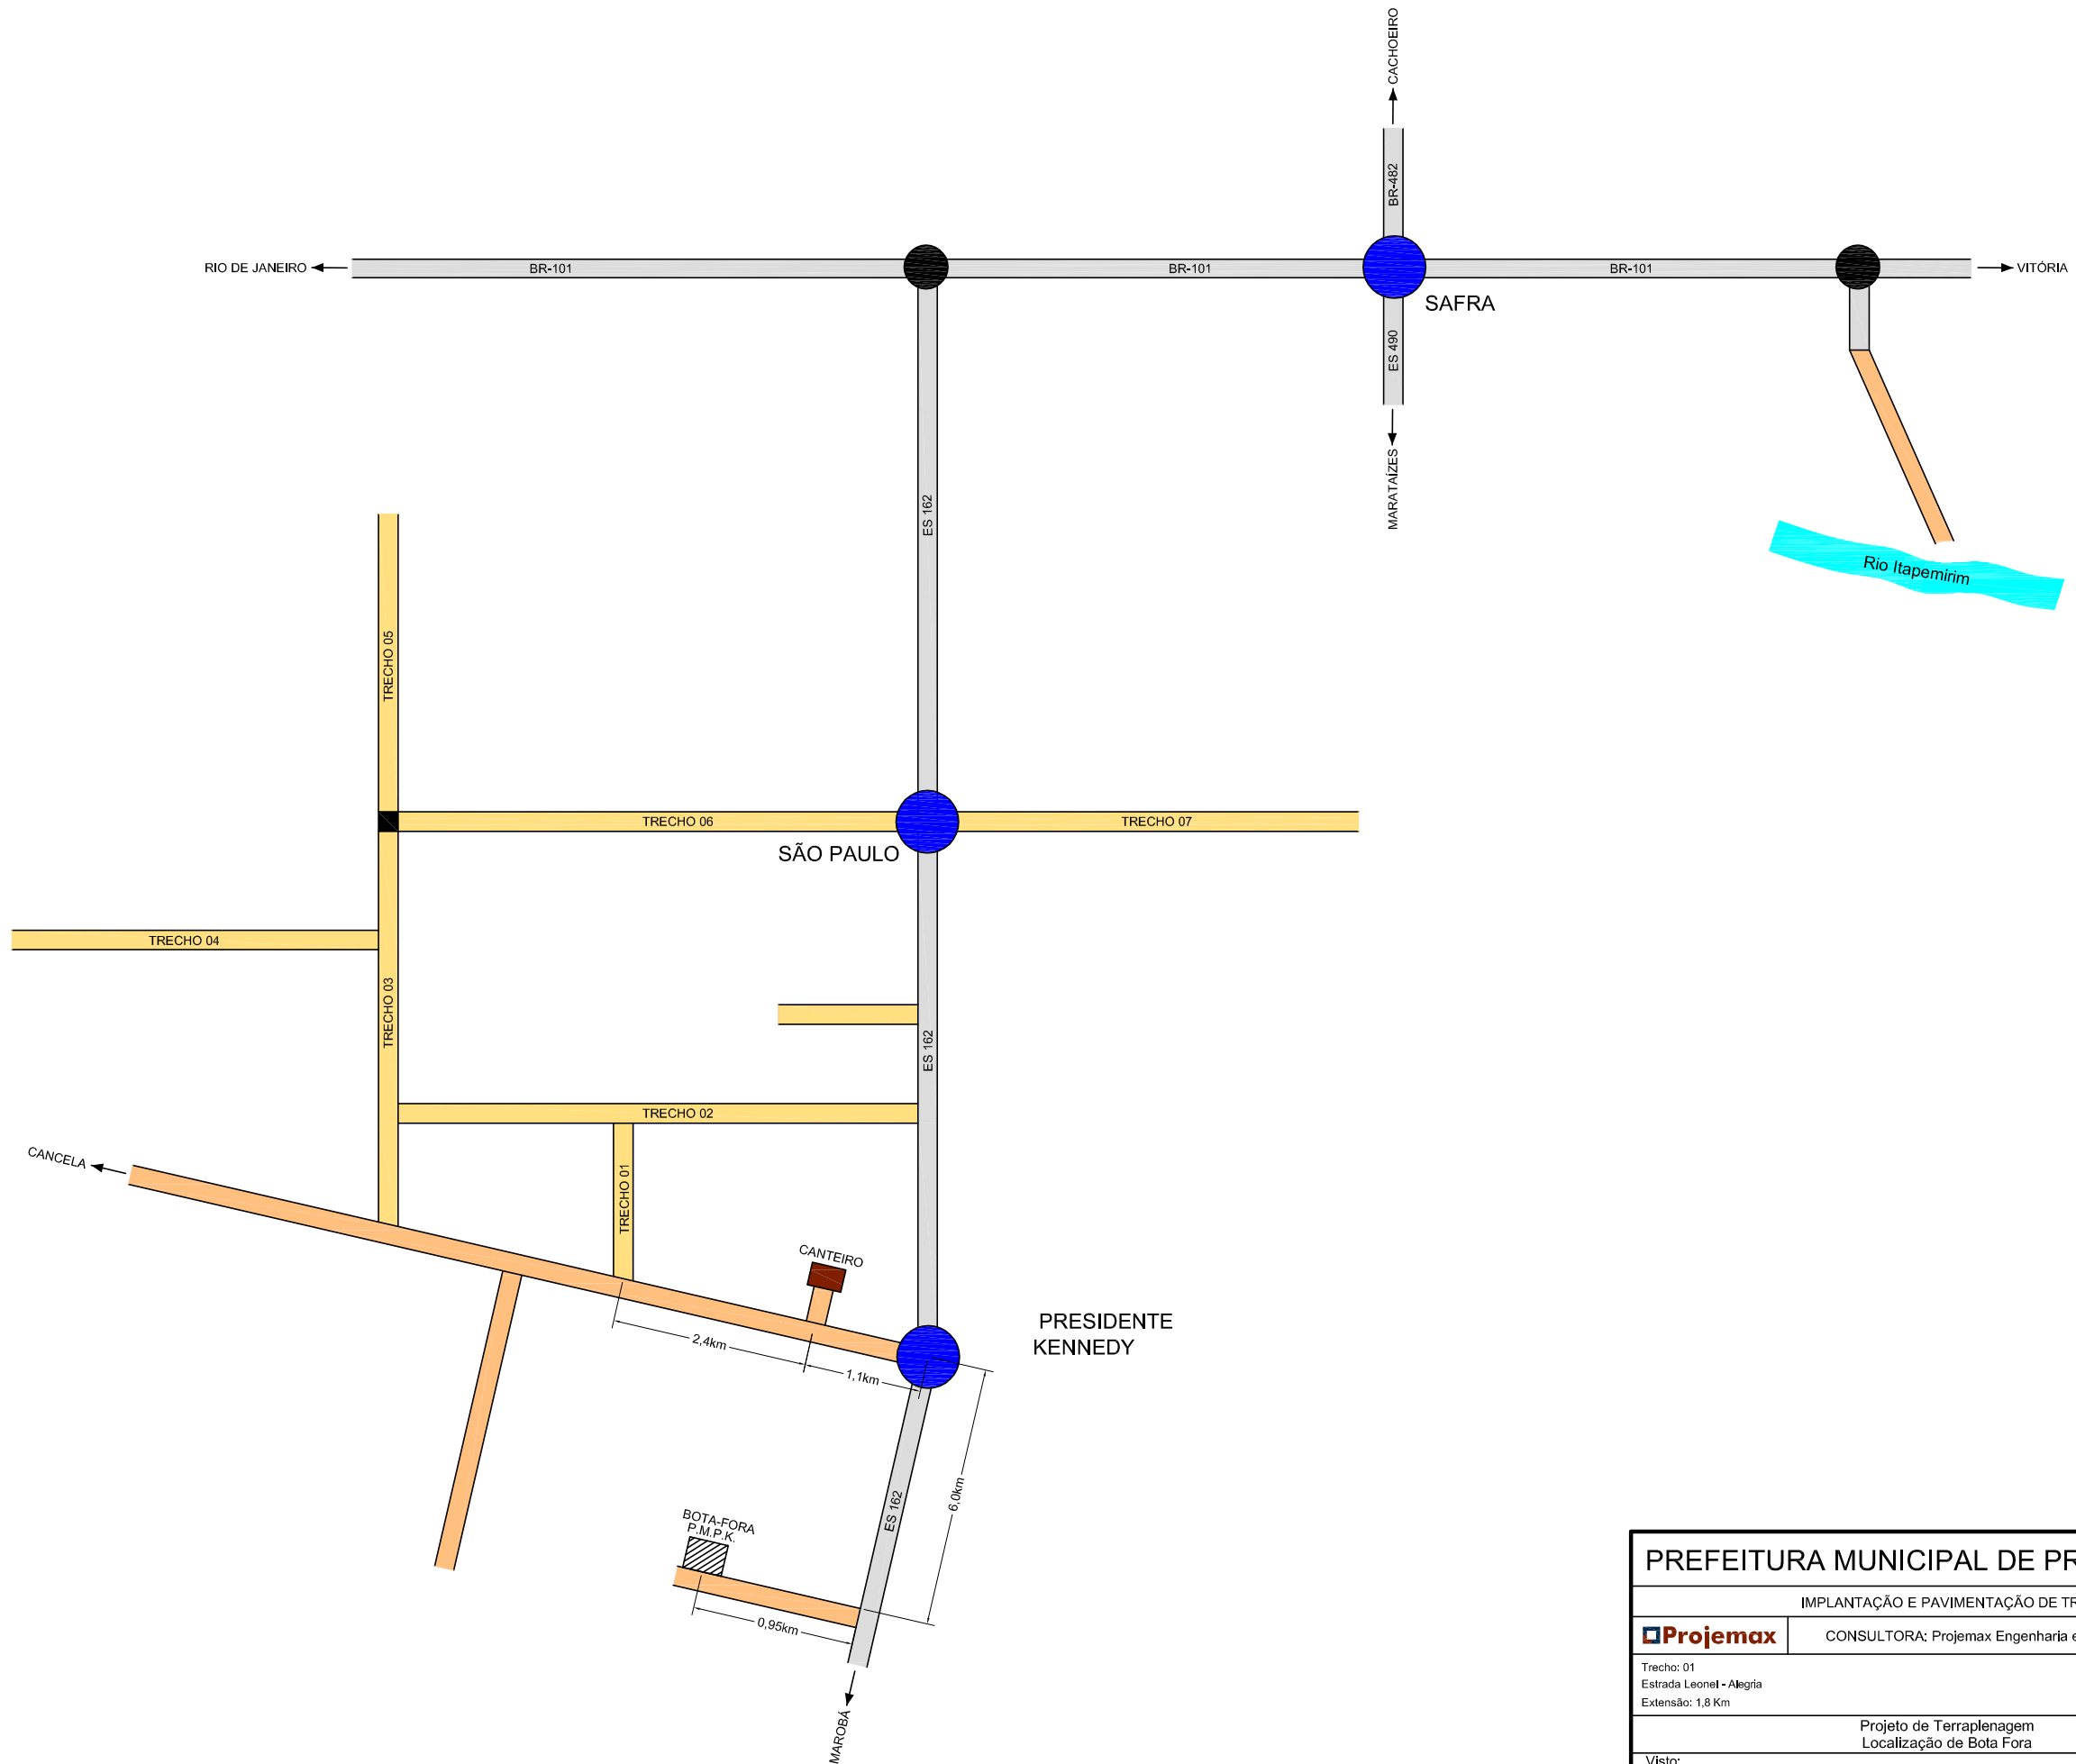 CACHOEIRO
BR-482
RIO DE JANEIRO
BR-101
BR-101
BR-101
VITÓRIA
SAFRA
ES 490
MARATAÍZES
ES 162
Rio Itapemirim
TRECHO 05
TRECHO 06
TRECHO 07
SÃO PAULO
TRECHO 04
TRECHO 03
ES 162
TRECHO 02
CANCELA
TRECHO 01
CANTEIRO
PRESIDENTE
KENNEDY
2,4km
1,1km
6,0km
ES 162
BOTA-FORA
P.M.P.K.
0,95km
MAROBÁ
PREFEITURA MUNICIPAL DE PR
IMPLANTAÇÃO E PAVIMENTAÇÃO DE TR
Projemax
CONSULTORA: Projemax Engenharia e
Trecho: 01
Estrada Leonel - Alegria
Extensão: 1,8 Km
Projeto de Terraplenagem
Localização de Bota Fora
Visto: